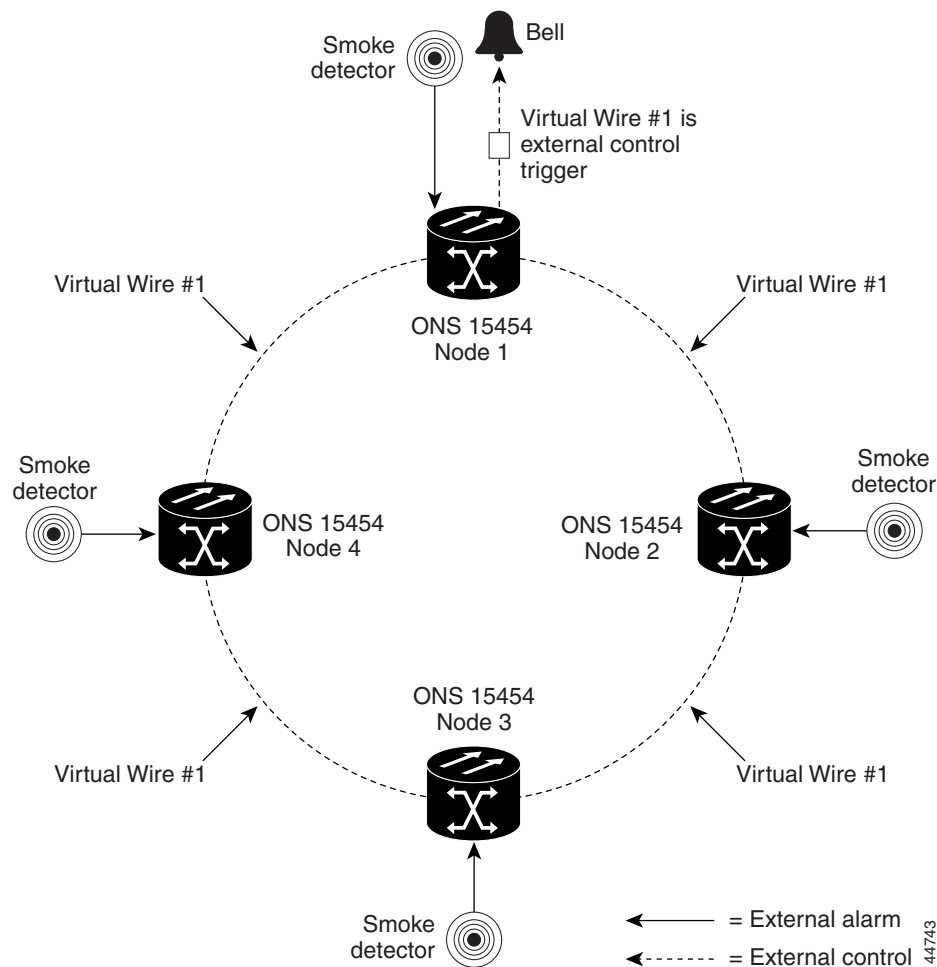 Smoke
detector
Bell
Virtual Wire #1 is
external control
trigger
Virtual Wire #1
Virtual Wire #1
ONS 15454
Node 1
Smoke
detector
ONS 15454
Node 4
ONS 15454
Node 2
Smoke
detector
ONS 15454
Node 3
Virtual Wire #1
Virtual Wire #1
Smoke
detector
= External alarm
= External control
44743